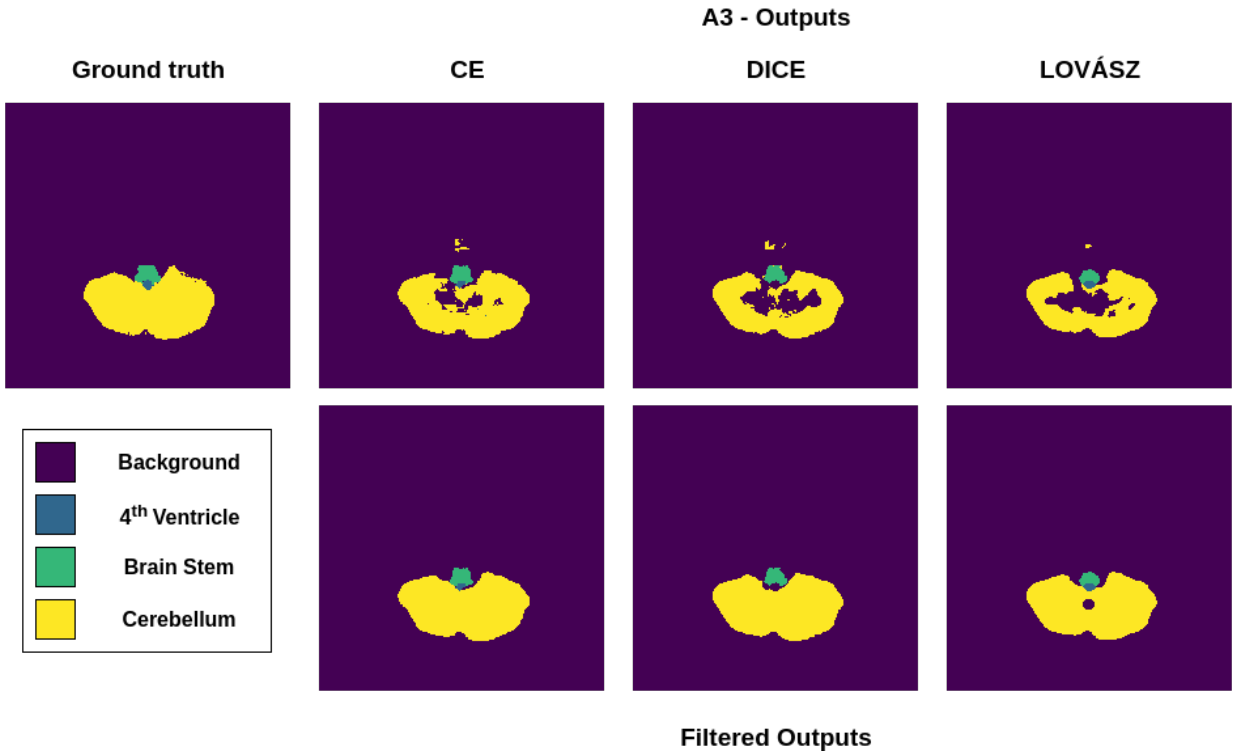 A3 - Outputs
Ground truth
CE
DICE
LOVÁSZ
Background
4th Ventricle
Brain Stem
Cerebellum
Filtered Outputs